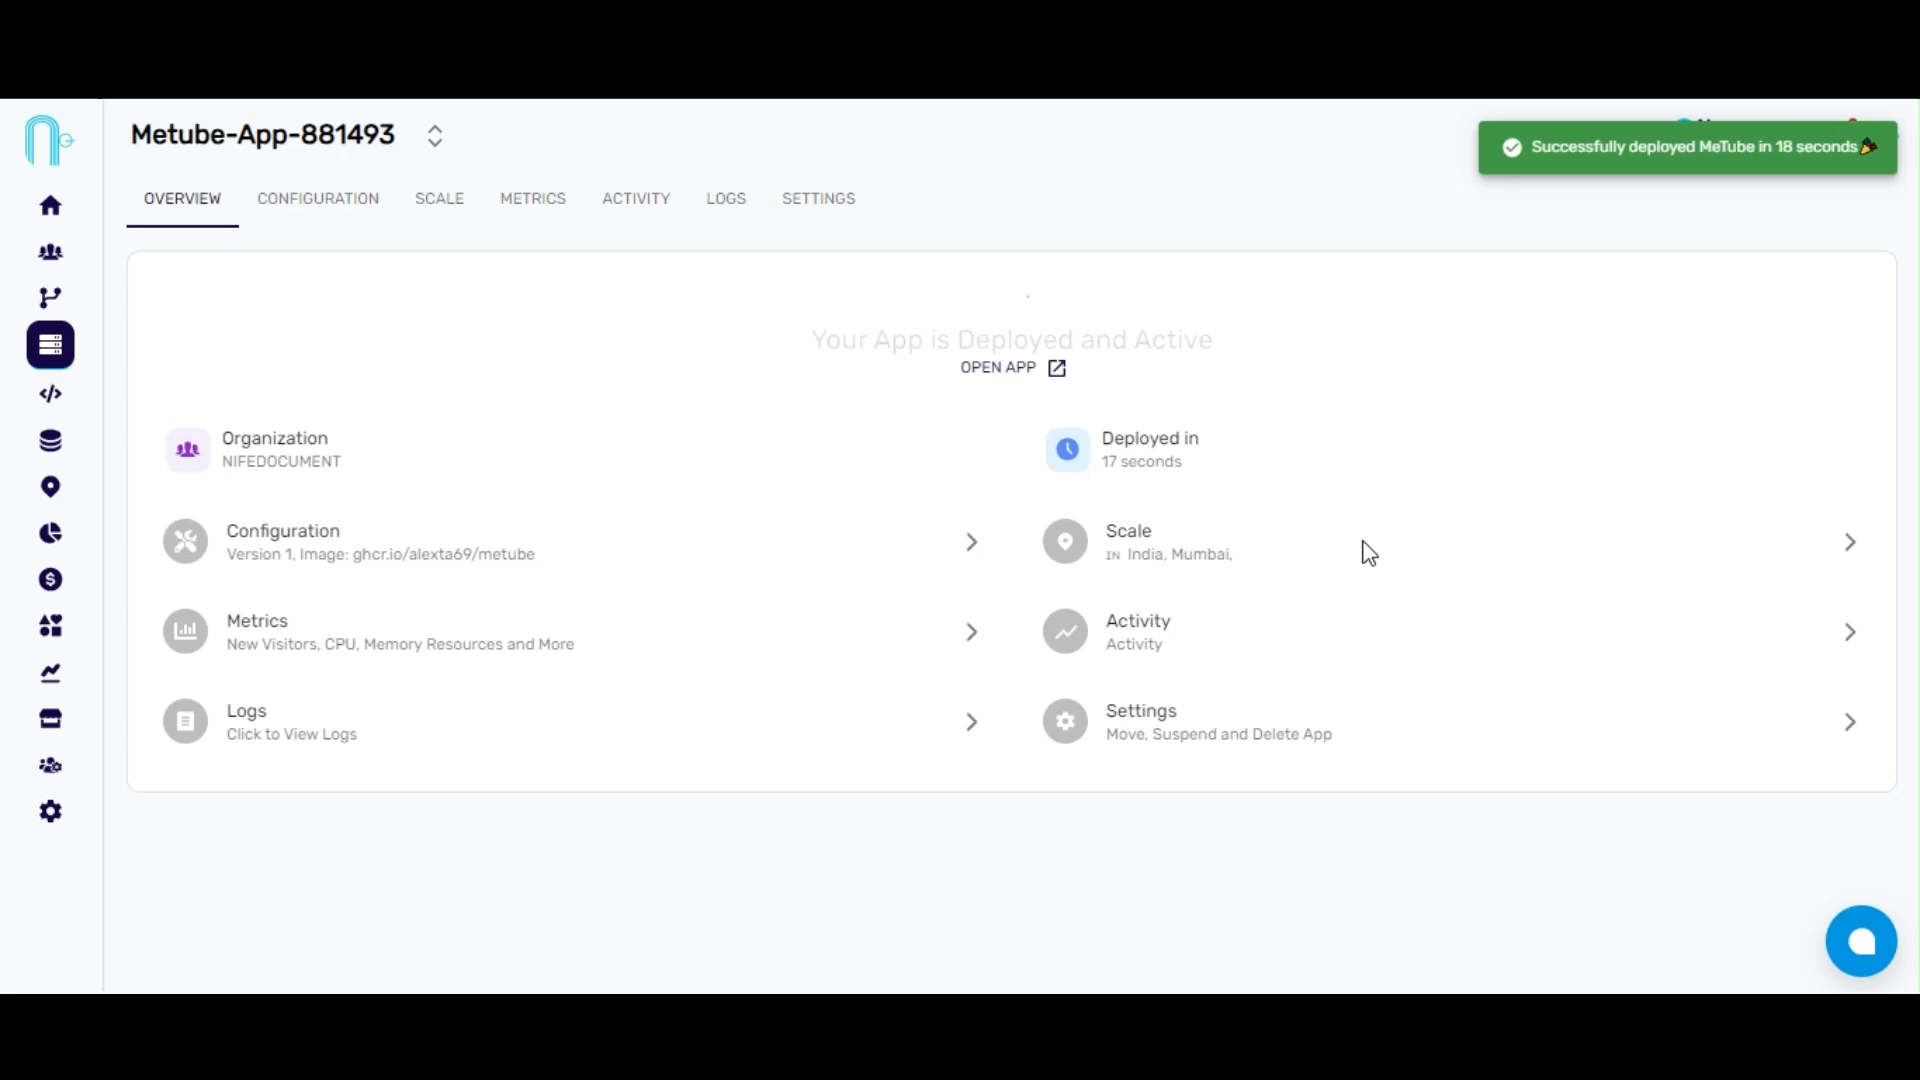 Metube-App-881493
Successfully deployed MeTube in 18 seconds🎉
OVERVIEW CONFIGURATION SCALE METRICS ACTIVITY LOGS SETTINGS
Your App is Deployed and Active
OPEN APP
Organization
NIFEDOCUMENT
Deployed in
17 seconds
Configuration
Version 1, Image: ghcr.io/alexta69/metube
Scale
IN India, Mumbai,
Metrics
New Visitors, CPU, Memory Resources and More
Activity
Activity
Logs
Click to View Logs
Settings
Move, Suspend and Delete App